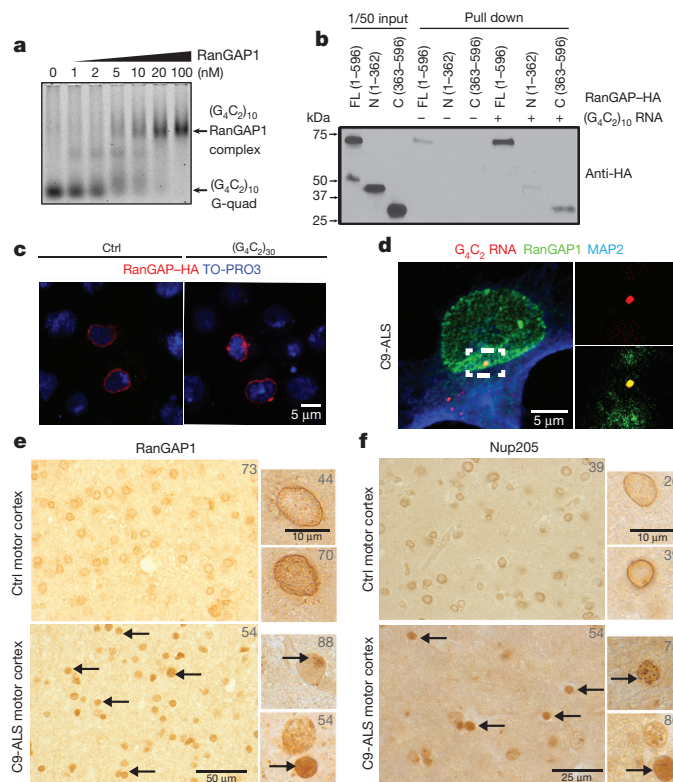 a
RanGAP1
0 1 2 5 10 20 100 (nM)
(G4C2)10
RanGAP1
complex
(G4C2)10
G-quad
b
1/50 input
Pull down
FL (1–596)
N (1–362)
C (363–596)
FL (1–596)
N (1–362)
C (363–596)
FL (1–596)
N (1–362)
C (363–596)
RanGAP–HA
– – – + + + (G4C2)10 RNA
kDa
75
50
37
25
Anti-HA
c
Ctrl
(G4C2)30
RanGAP–HA TO-PRO3
5 μm
d
G4C2 RNA RanGAP1 MAP2
C9-ALS
5 μm
e
RanGAP1
Ctrl motor cortex
73
44
10 μm
70
C9-ALS motor cortex
54
50 μm
88
54
f
Nup205
Ctrl motor cortex
39
10 μm
C9-ALS motor cortex
54
25 μm